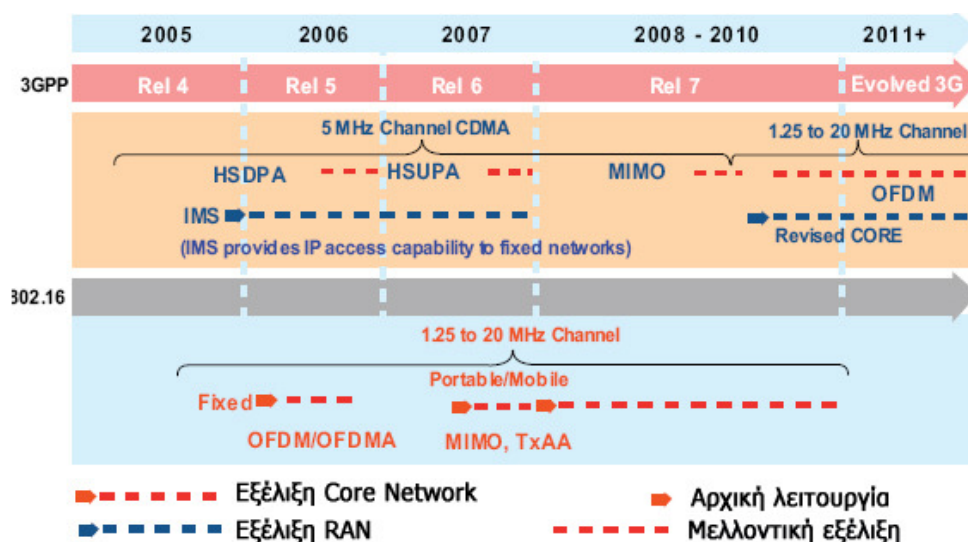 2005 2006 2007 2008 - 2010 2011+
3GPP Rel 4 Rel 5 Rel 6 Rel 7 Evolved 3G
5 MHz Channel CDMA 1.25 to 20 MHz Channel
HSDPA HSUPA MIMO OFDM
IMS Revised CORE
(IMS provides IP access capability to fixed networks)
802.16
1.25 to 20 MHz Channel
Portable/Mobile
Fixed
OFDM/OFDMA MIMO, TxAA
Εξέλιξη Core Network Αρχική λειτουργία
Εξέλιξη RAN Μελλοντική εξέλιξη